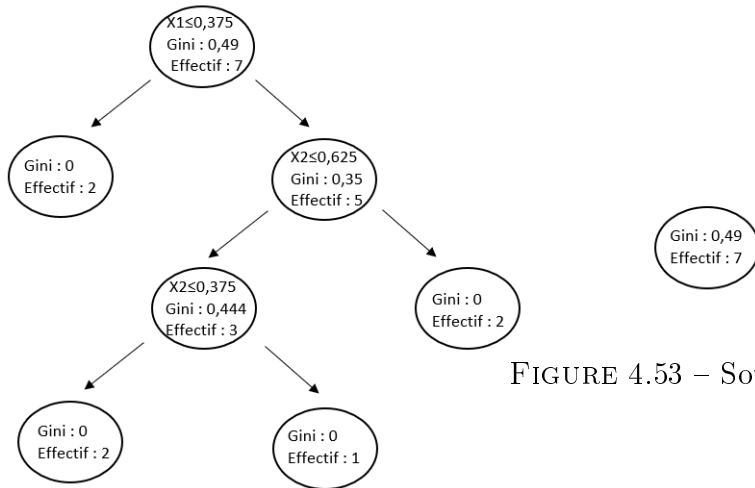 X1≤0,375
Gini : 0,49
Effectif : 7
Gini : 0
Effectif : 2
X2≤0,625
Gini : 0,35
Effectif : 5
Gini : 0,49
Effectif : 7
X2≤0,375
Gini : 0,444
Effectif : 3
Gini : 0
Effectif : 2
FIGURE 4.53 –
Gini : 0
Effectif : 2
Gini : 0
Effectif : 1